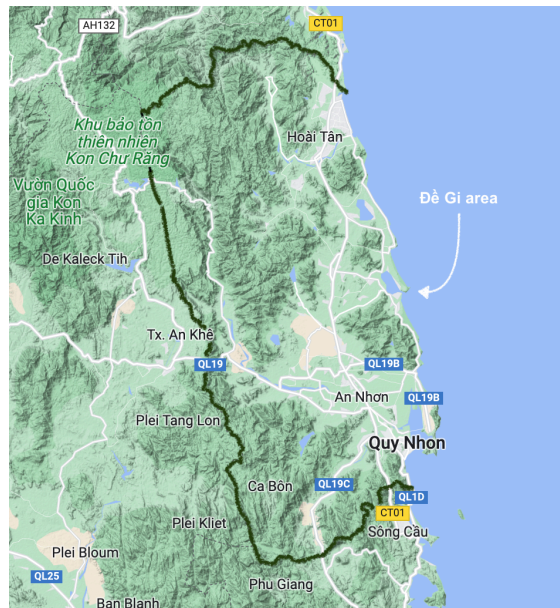 CT01
AH132
Khu bảo tồn
thiên nhiên
Kon Chư Răng
Hoài Tân
Vườn Quốc
gia Kon
Ka Kinh
Đề Gi area
De Kaleck Tih
Tx. An Khê
QL19
QL19B
An Nhơn
QL19B
Plei Tang Lon
Quy Nhon
Ca Bôn
QL19C
QL1D
CT01
Plei Kliet
Sông Cầu
Plei Bloum
QL25
Phu Giang
Ban Blanh